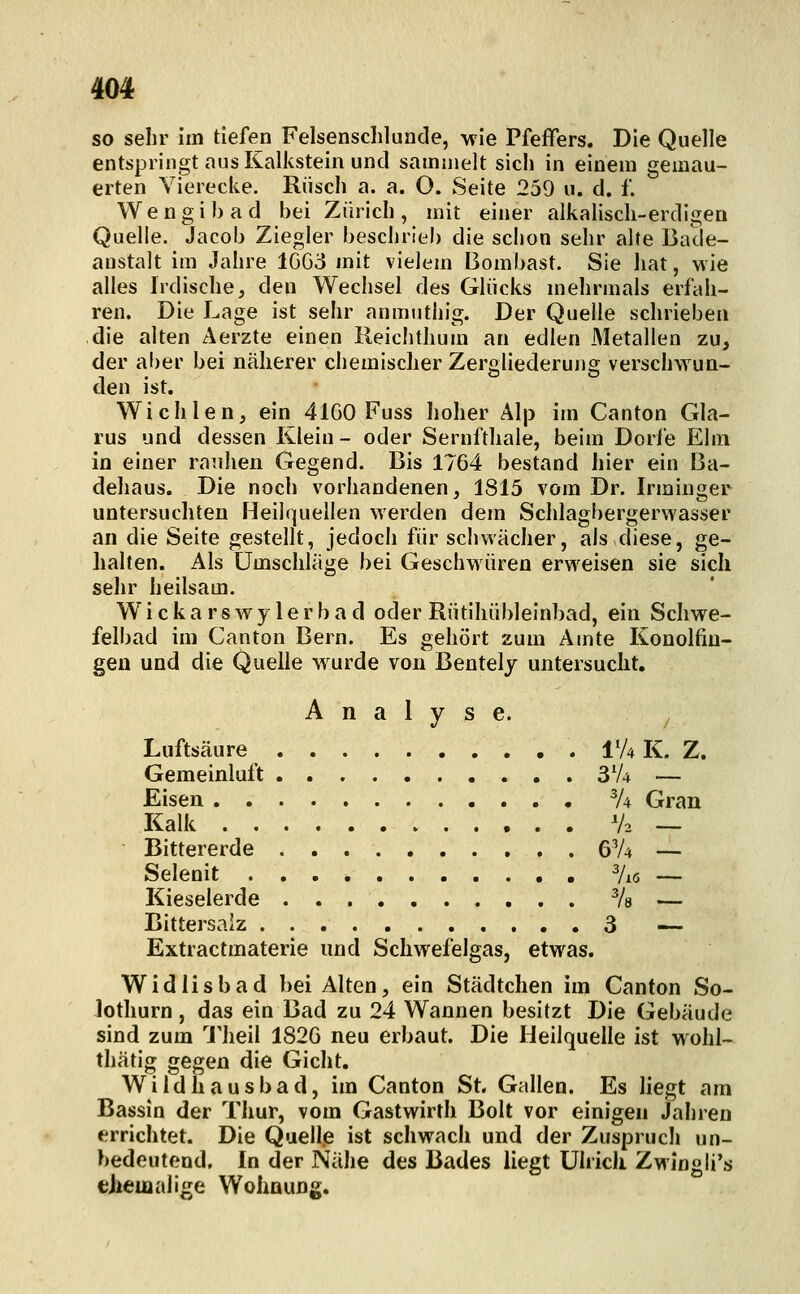 404
so sehr im tiefen Felsenschlunde, wie Pfeffers. Die Quelle
entspringt aus Kalkstein und sammelt sich in einem gemau-
erten Vierecke. Rüsch a. a. O. Seite 259 u. d. f.
Wengibad bei Zürich, mit einer alkalisch-erdigen
Quelle. Jacob Ziegler beschrieb die schon sehr alte Bade-
anstalt im Jahre 1663 mit vielem Bombast. Sie hat, wie
alles Irdische, den Wechsel des Glücks mehrmals erfah-
ren. Die Lage ist sehr anmuthig. Der Quelle schrieben
die alten Aerzte einen Reichthum an edlen Metallen zu,
der aber bei näherer chemischer Zergliederung verschwun-
den ist.
Wichlen, ein 4160 Fuss hoher Alp im Canton Gla-
rus und dessen Klein- oder Sernfthale, beim Dorfe Elm
in einer rauhen Gegend. Bis 1764 bestand hier ein Ba-
dehaus. Die noch vorhandenen, 1815 vom Dr. Irminger
untersuchten Heilquellen werden dem Schlagbergerwasser
an die Seite gestellt, jedoch für schwächer, als diese, ge-
halten. Als Umschläge bei Geschwüren erweisen sie sich
sehr heilsam.
Wickarswylerbad oder Rütihübleinbad, ein Schwe-
felbad im Canton Bern. Es gehört zum Amte Konolfin-
gen und die Quelle wurde von Bentely untersucht.
Analyse.
Luftsäure . . . . . . . . . . 1¼ K. Z.
Gemeinluft . . . . . . . . . . 3¼ —
Eisen . . . . . . . . . . . . ¾ Gran
Kalk . . . . . . . . . . . . ½ —
Bittererde . . . . . . . . . . 6¾ —
Selenit . . . . . . . . . . . 3/16 —
Kieselerde . . . . . . . . . . ⅜ —
Bittersalz . . . . . . . . . . . 3 —
Extractmaterie und Schwefelgas, etwas.
Widlisbad bei Alten, ein Städtchen im Canton So-
lothurn, das ein Bad zu 24 Wannen besitzt Die Gebäude
sind zum Theil 1826 neu erbaut. Die Heilquelle ist wohl-
thätig gegen die Gicht.
Wildhausbad, im Canton St. Gallen. Es liegt am
Bassin der Thur, vom Gastwirth Bolt vor einigen Jahren
errichtet. Die Quelle ist schwach und der Zuspruch un-
bedeutend. In der Nähe des Bades liegt Ulrich Zwingli's
ehemalige Wohnung.